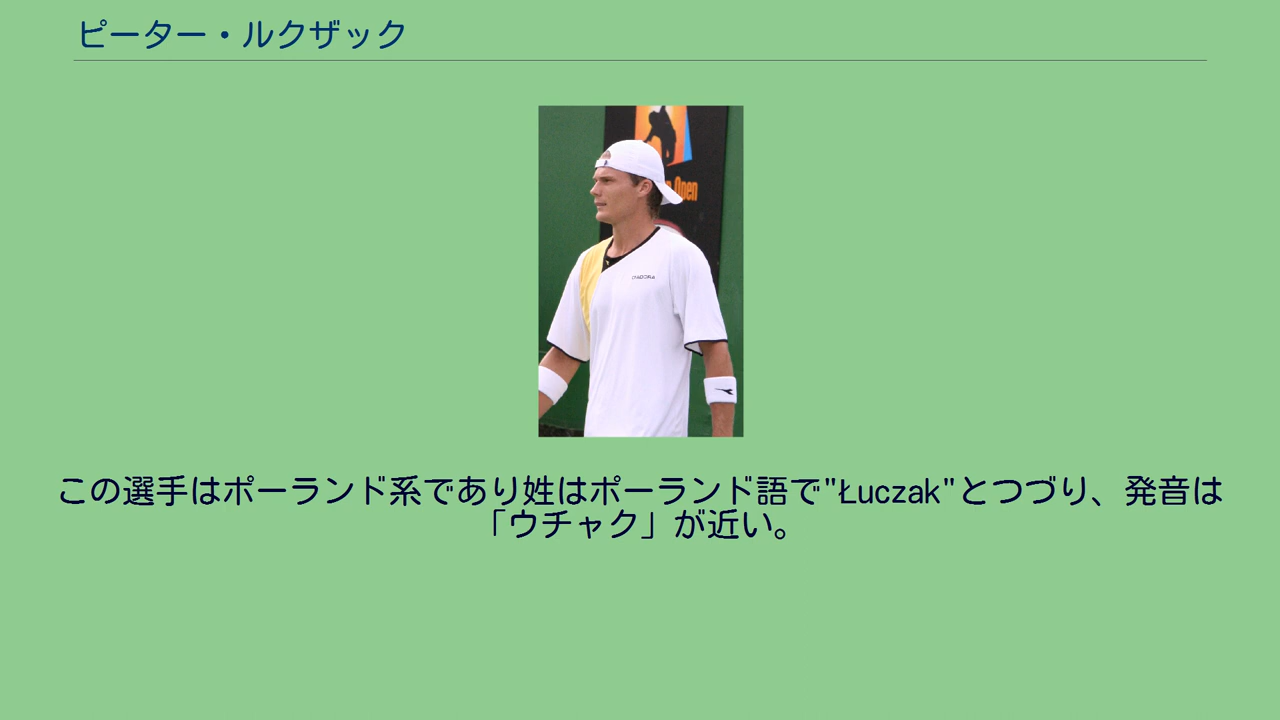 ピーター・ルクザック
Open
DIADORA
この選手はポーランド系であり姓はポーランド語で"Łuczak"とつづり、発音は
「ウチャク」が近い。